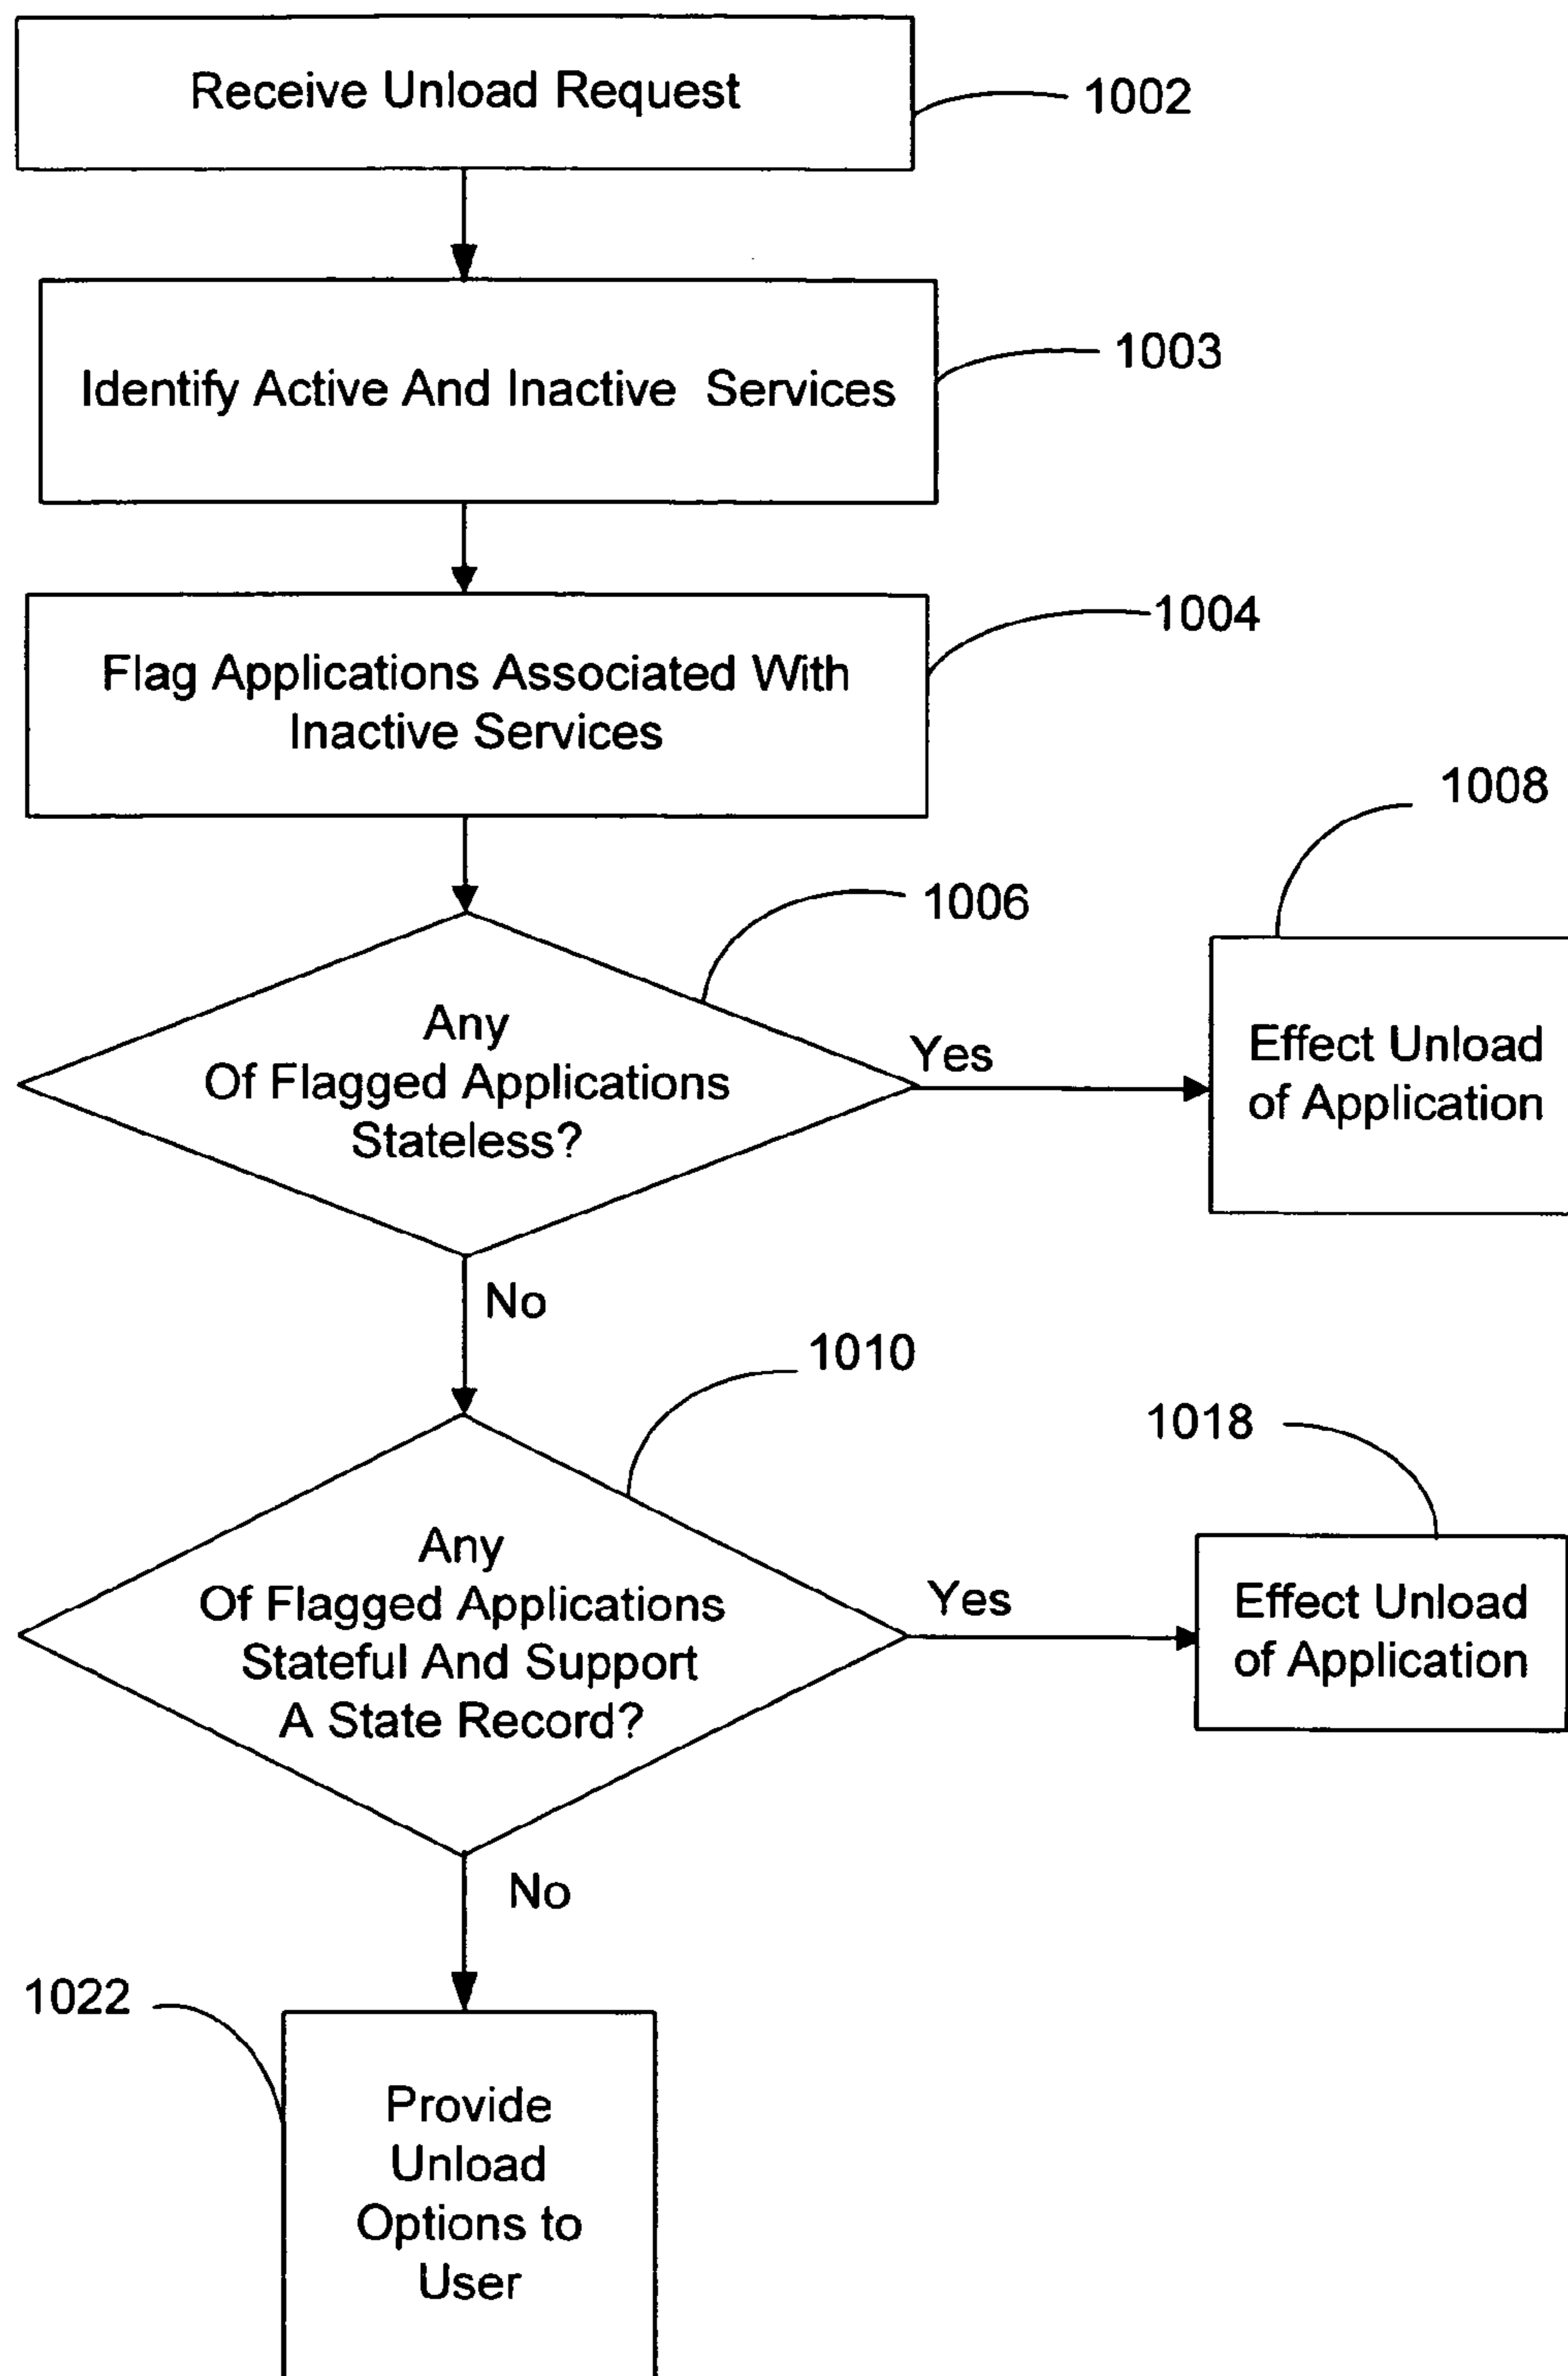 Receive Unload Request
1002
Identify Active And Inactive Services
1003
Flag Applications Associated With
Inactive Services
1004
1008
1006
Any
Of Flagged Applications
Stateless?
Yes
Effect Unload
of Application
No
1010
1018
Any
Of Flagged Applications
Stateful And Support
A State Record?
Yes
Effect Unload
of Application
No
1022
Provide
Unload
Options to
User